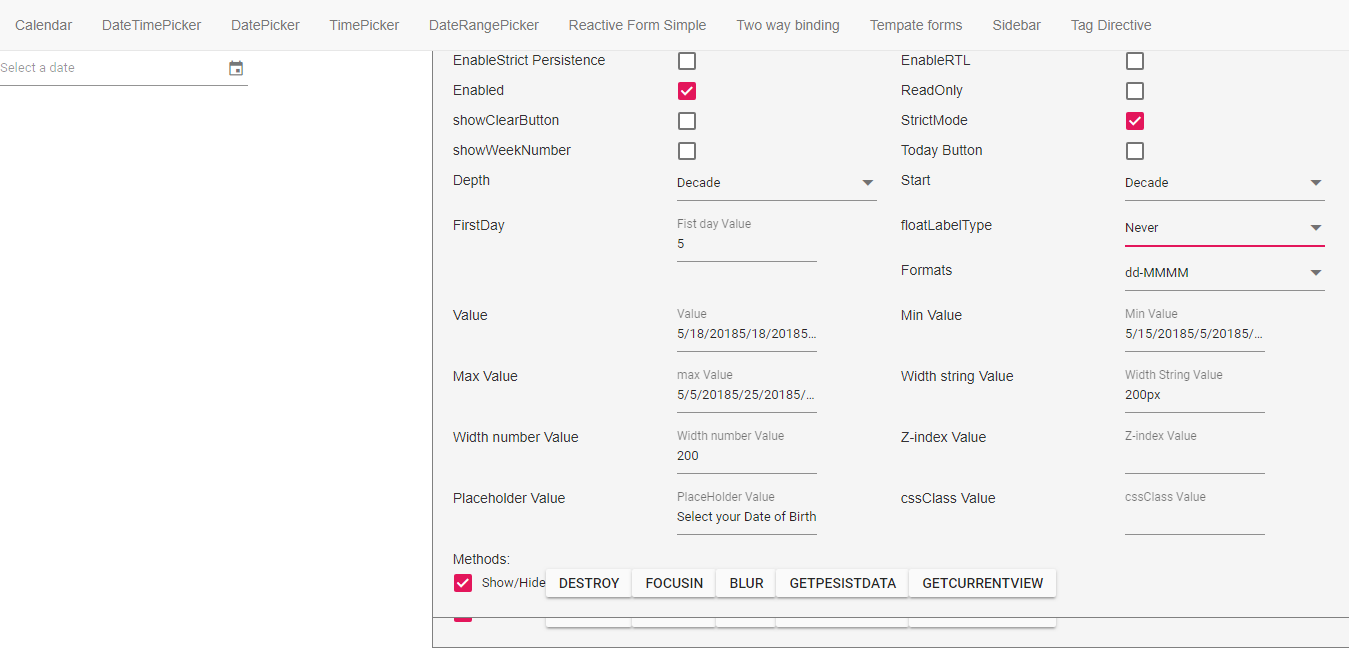 Calendar DateTimePicker DatePicker TimePicker DateRangePicker Reactive Form Simple Two way binding Tempate forms Sidebar Tag Directive
Select a date
EnableStrict Persistence EnableRTL
Enabled ReadOnly
showClearButton StrictMode
showWeekNumber Today Button
Depth Decade Start Decade
FirstDay Fist day Value floatLabelType Never
5
Formats dd-MMMM
Value Value Min Value Min Value
5/18/20185/18/20185... 5/15/20185/5/20185/...
Max Value max Value Width string Value Width String Value
5/5/20185/25/20185/... 200px
Width number Value Width number Value Z-index Value Z-index Value
200
Placeholder Value PlaceHolder Value cssClass Value cssClass Value
Select your Date of Birth
Methods:
Show/Hide DESTROY FOCUSIN BLUR GETPESISTDATA GETCURRENTVIEW